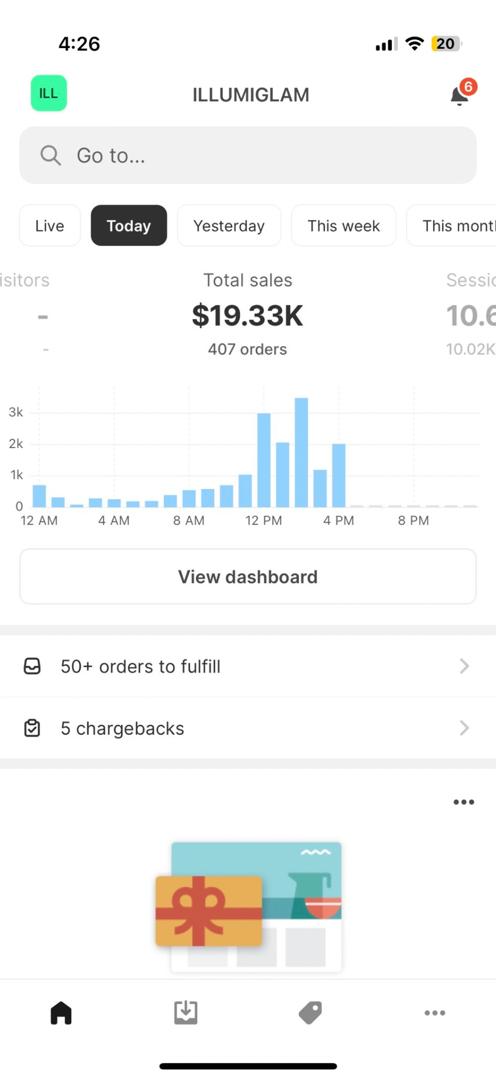 4:26
20
ILL
ILLUMIGLAM
6
Go to...
Live
Today
Yesterday
This week
This month
isitors
Total sales
Sessio
-
$19.33K
10.6
-
407 orders
10.02K
3k
2k
1k
0
12 AM
4 AM
8 AM
12 PM
4 PM
8 PM
View dashboard
50+ orders to fulfill
5 chargebacks